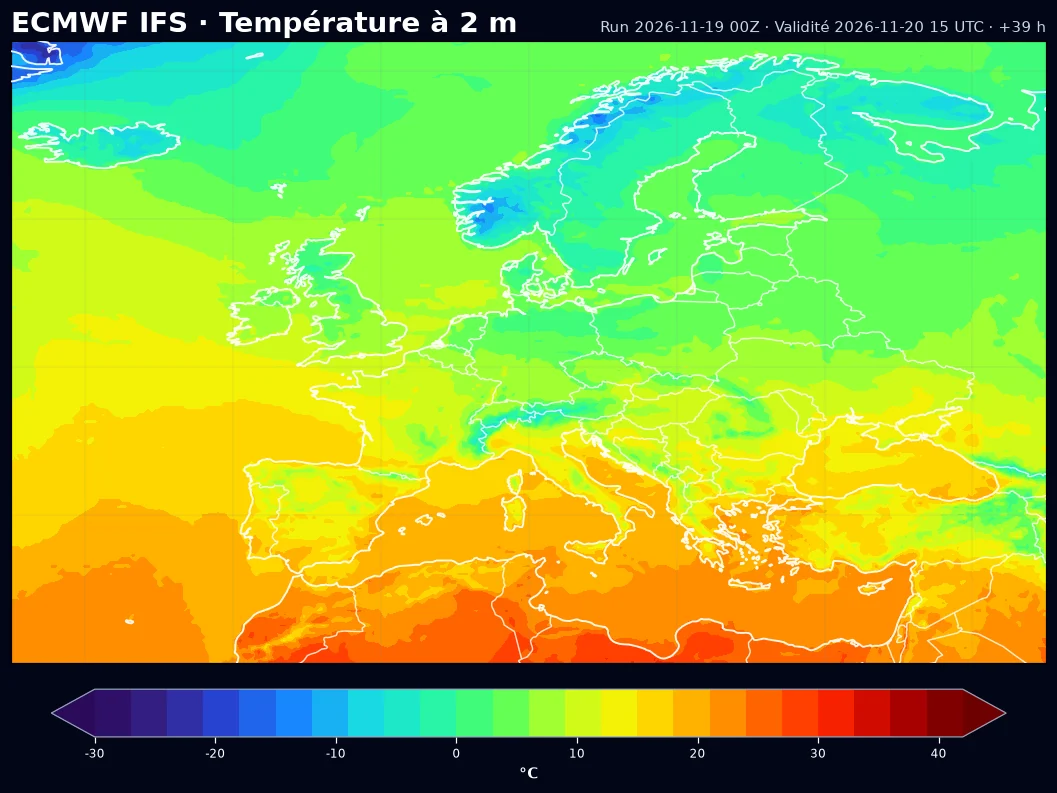 ECMWF IFS · Température à 2 m
Run 2026-11-19 00Z · Validité 2026-11-20 15 UTC · +39 h
-30 -20 -10 0 10 20 30 40
°C